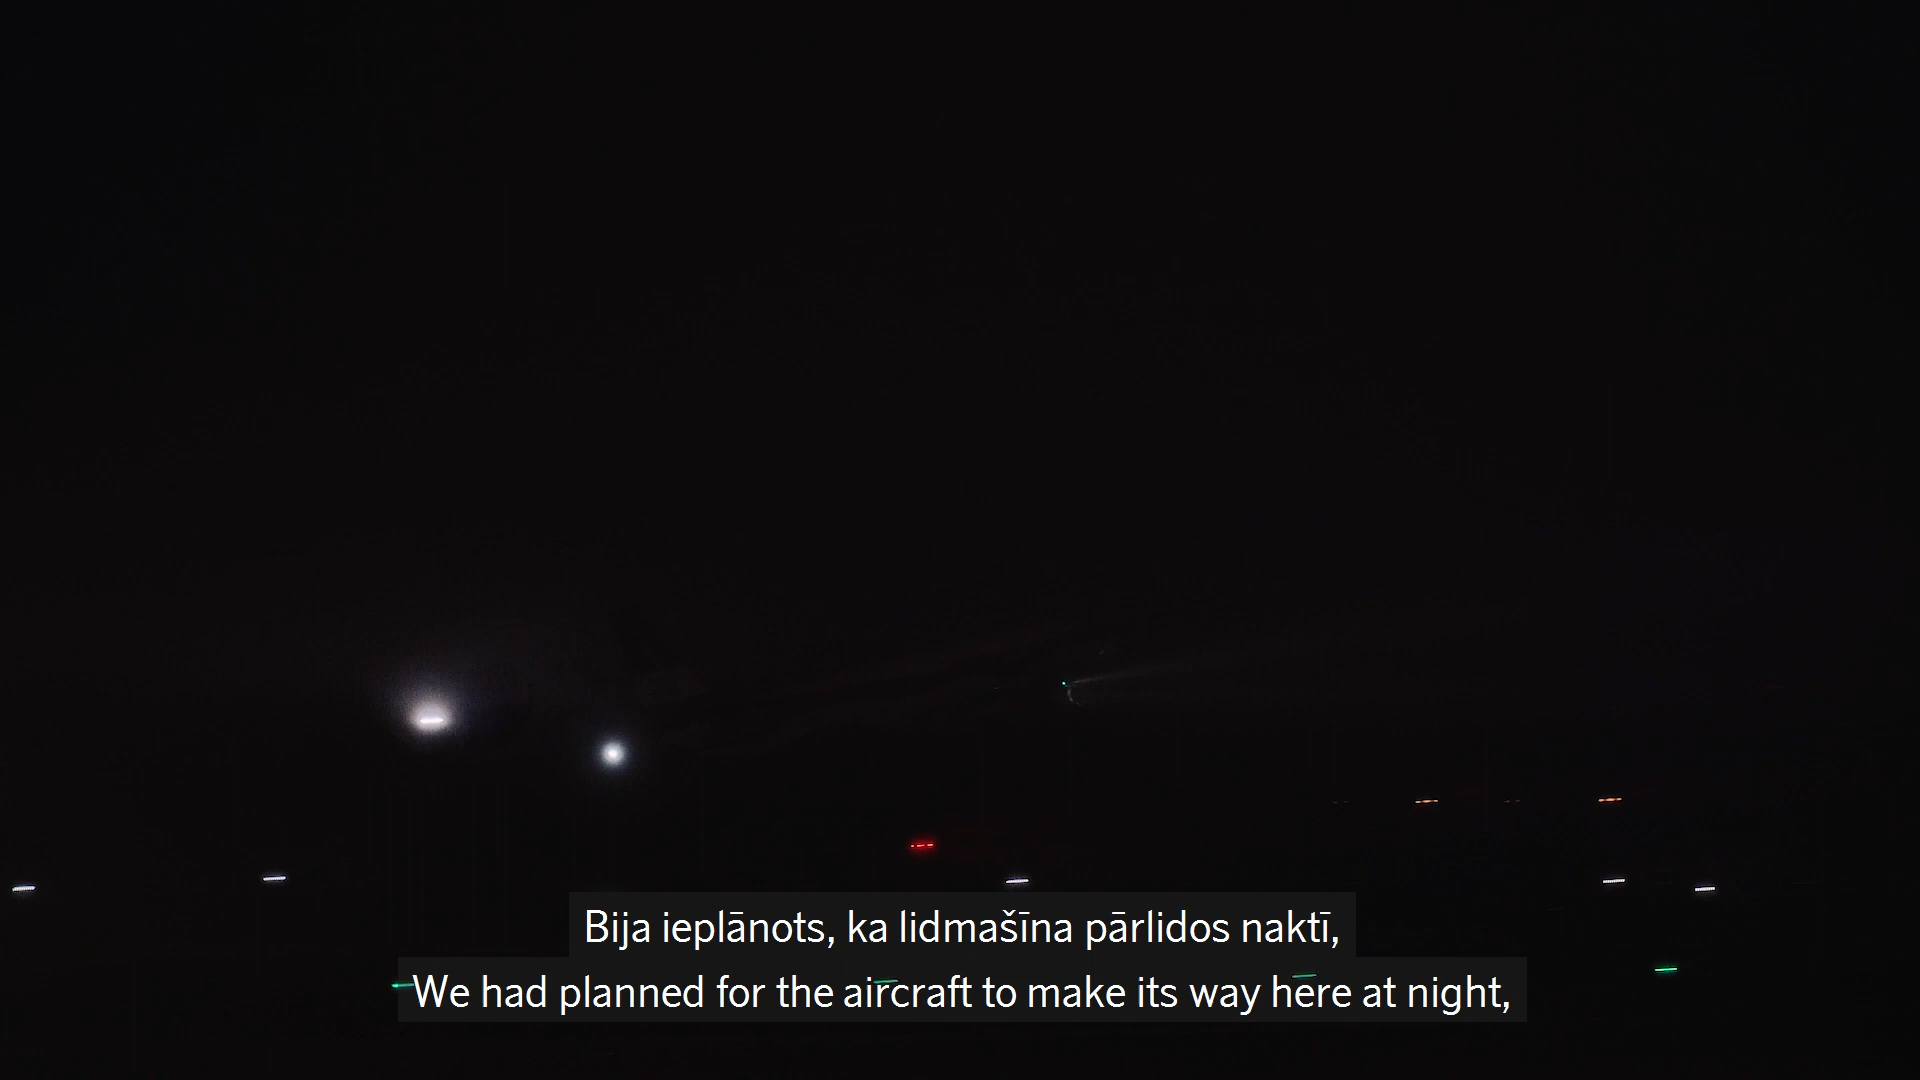 Bija ieplānots, ka lidmašīna pārlidos naktī,
We had planned for the aircraft to make its way here at night,